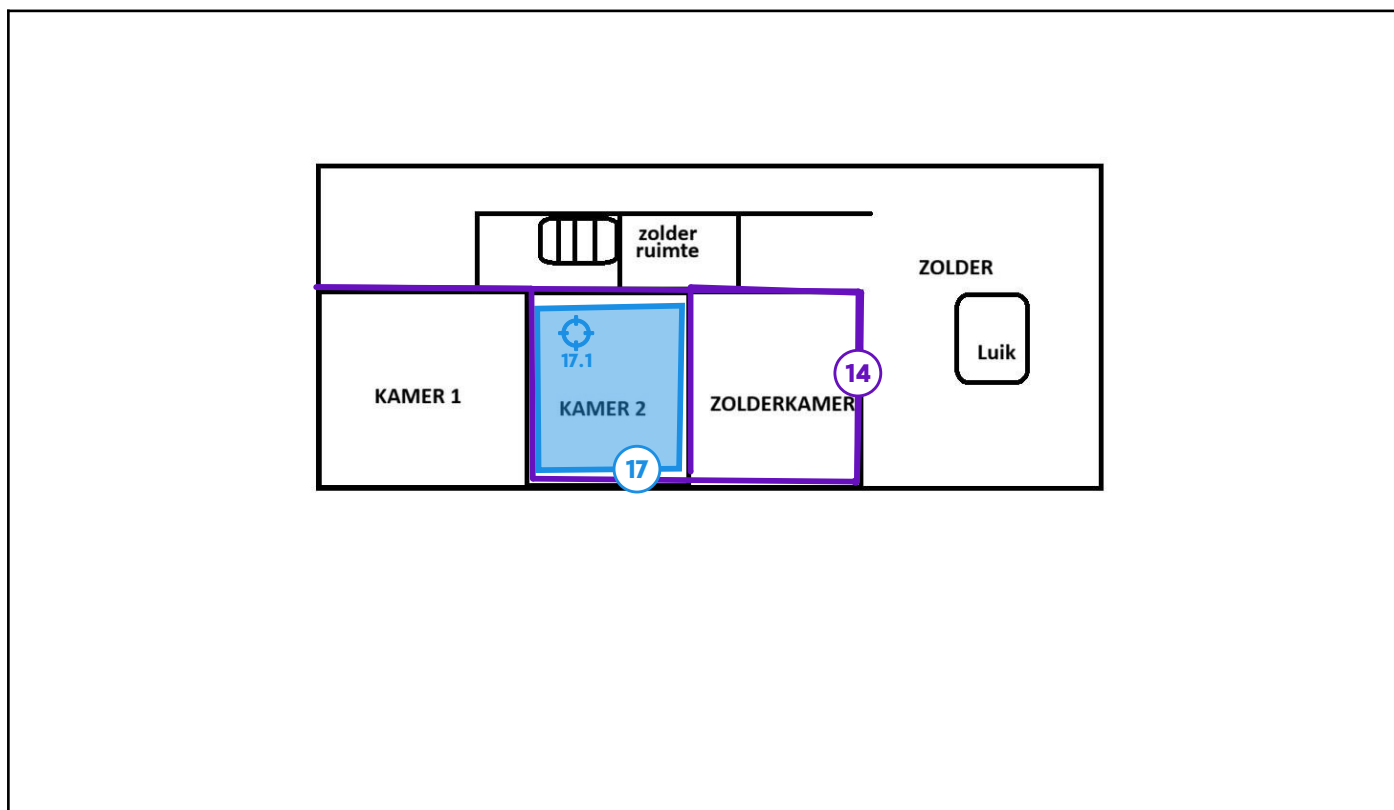 zolder
ruimte
ZOLDER
17.1
Luik
14
KAMER 1
KAMER 2
ZOLDERKAMER
17